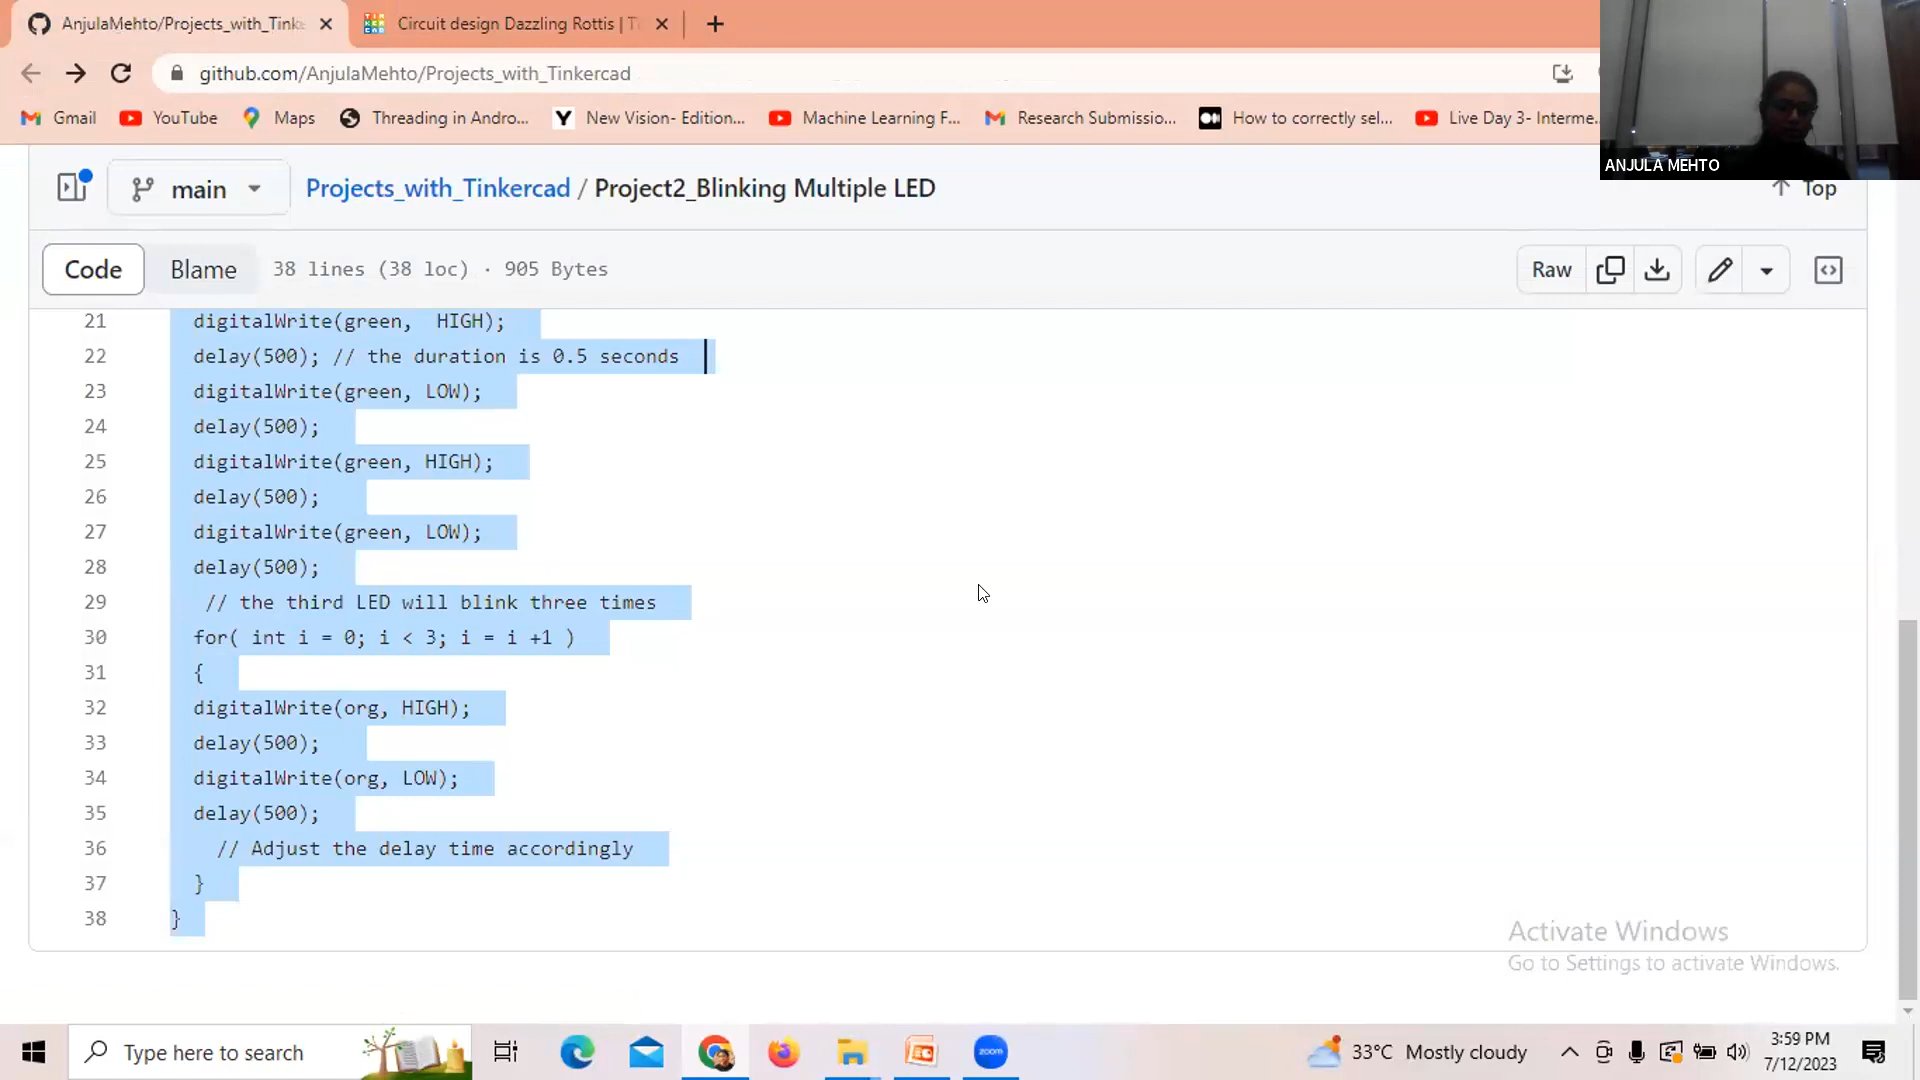 AnjulaMehto/Projects_with_Tinke
Circuit design Dazzling Rottis | Ti
github.com/AnjulaMehto/Projects_with_Tinkercad
Gmail
YouTube
Maps
Threading in Andro...
New Vision- Edition...
Machine Learning F...
Research Submissio...
How to correctly sel...
Live Day 3- Interme...
ANJULA MEHTO
main
Projects_with_Tinkercad / Project2_Blinking Multiple LED
Top
Code
Blame
38 lines (38 loc) · 905 Bytes
Raw
21 digitalWrite(green,  HIGH);
22 delay(500); // the duration is 0.5 seconds
23 digitalWrite(green, LOW);
24 delay(500);
25 digitalWrite(green, HIGH);
26 delay(500);
27 digitalWrite(green, LOW);
28 delay(500);
29 // the third LED will blink three times
30 for( int i = 0; i < 3; i = i +1 )
31 {
32 digitalWrite(org, HIGH);
33 delay(500);
34 digitalWrite(org, LOW);
35 delay(500);
36 // Adjust the delay time accordingly
37 }
38 }
Activate Windows
Go to Settings to activate Windows.
Type here to search
zoom
33°C Mostly cloudy
3:59 PM
7/12/2023